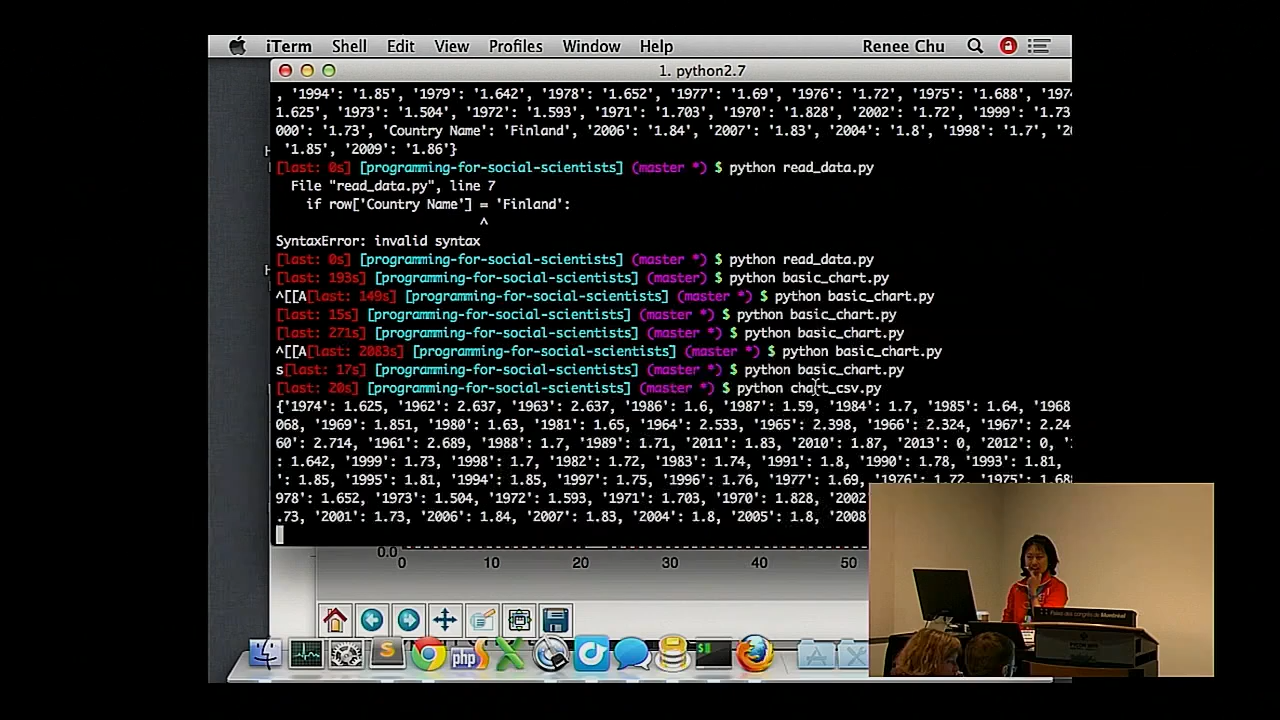 iTerm Shell Edit View Profiles Window Help Renee Chu
1. python2.7
, '1994': '1.85', '1979': '1.642', '1978': '1.652', '1977': '1.69', '1976': '1.72', '1975': '1.688', '1974
1.625', '1973': '1.504', '1972': '1.593', '1971': '1.703', '1970': '1.828', '2002': '1.72', '1999': '1.73
000': '1.73', 'Country Name': 'Finland', '2006': '1.84', '2007': '1.83', '2004': '1.8', '1998': '1.7', '20
'1.85', '2009': '1.86'}
[last: 0s] [programming-for-social-scientists] (master *) $ python read_data.py
File "read_data.py", line 7
if row['Country Name'] = 'Finland':
^
SyntaxError: invalid syntax
[last: 0s] [programming-for-social-scientists] (master *) $ python read_data.py
[last: 193s] [programming-for-social-scientists] (master) $ python basic_chart.py
^[[A[last: 149s] [programming-for-social-scientists] (master *) $ python basic_chart.py
[last: 15s] [programming-for-social-scientists] (master *) $ python basic_chart.py
[last: 271s] [programming-for-social-scientists] (master *) $ python basic_chart.py
^[[A[last: 2083s] [programming-for-social-scientists] (master *) $ python basic_chart.py
s[last: 17s] [programming-for-social-scientists] (master *) $ python basic_chart.py
[last: 20s] [programming-for-social-scientists] (master *) $ python chart_csv.py
{'1974': 1.625, '1962': 2.637, '1963': 2.637, '1986': 1.6, '1987': 1.59, '1984': 1.7, '1985': 1.64, '1968
068, '1969': 1.851, '1980': 1.63, '1981': 1.65, '1964': 2.533, '1965': 2.398, '1966': 2.324, '1967': 2.24
60': 2.714, '1961': 2.689, '1988': 1.7, '1989': 1.71, '2011': 1.83, '2010': 1.87, '2013': 0, '2012': 0, '
: 1.642, '1999': 1.73, '1998': 1.7, '1982': 1.72, '1983': 1.74, '1991': 1.8, '1990': 1.78, '1993': 1.81,
': 1.85, '1995': 1.81, '1994': 1.85, '1997': 1.75, '1996': 1.76, '1977': 1.69, '1976': 1.72, '1975': 1.68
978': 1.652, '1973': 1.504, '1972': 1.593, '1971': 1.703, '1970': 1.828, '2002
.73, '2001': 1.73, '2006': 1.84, '2007': 1.83, '2004': 1.8, '2005': 1.8, '2008
0.0
0 10 20 30 40 50
php
Palais des congrès de Montréal